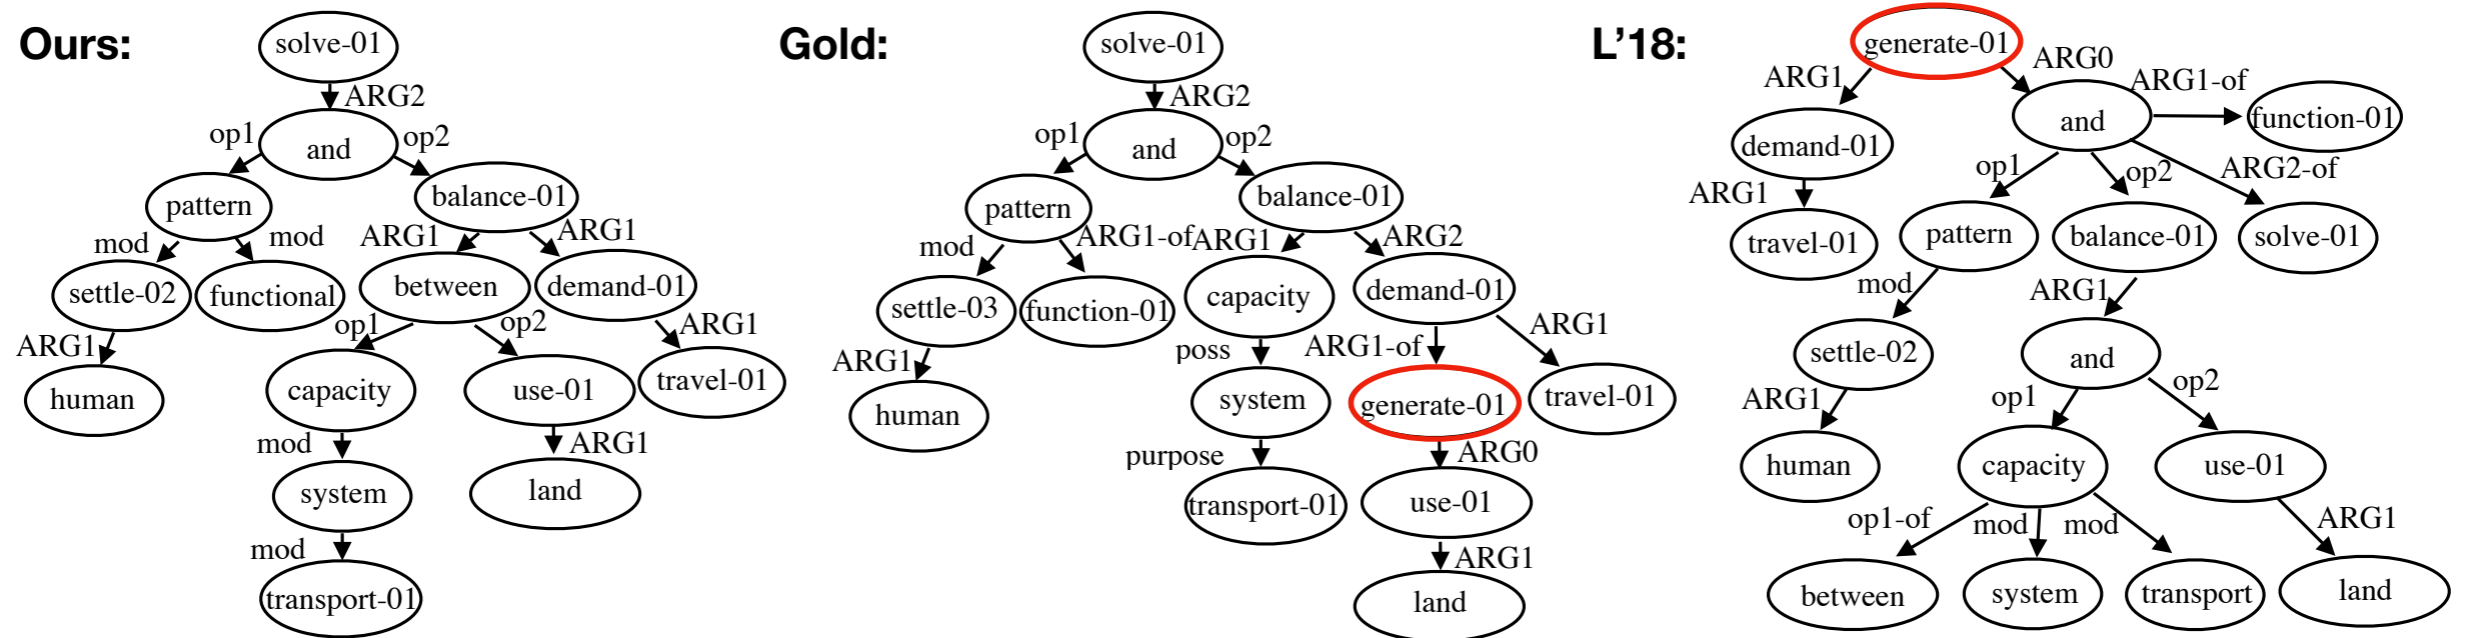 Ours:
solve-01
ARG2
and
op1
op2
pattern
balance-01
mod
mod
ARG1
ARG1
settle-02
functional
between
demand-01
ARG1
op1
op2
ARG1
human
capacity
use-01
travel-01
mod
ARG1
system
land
mod
transport-01
Gold:
solve-01
ARG2
and
op1
op2
pattern
balance-01
mod
ARG1-of
ARG1
ARG2
settle-03
function-01
capacity
demand-01
ARG1
poss
ARG1-of
ARG1
human
system
generate-01
travel-01
purpose
ARG0
transport-01
use-01
ARG1
land
L'18:
generate-01
ARG1
ARG0
demand-01
and
ARG1-of
function-01
ARG1
op1
op2
ARG2-of
travel-01
pattern
balance-01
solve-01
mod
ARG1
settle-02
and
ARG1
op1
op2
human
capacity
use-01
op1-of
mod
mod
ARG1
between
system
transport
land